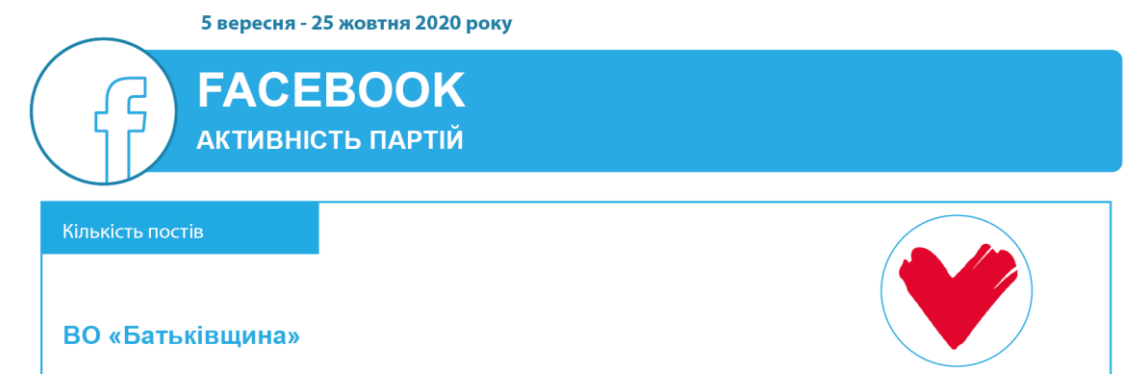 5 вересня - 25 жовтня 2020 року
FACEBOOK
АКТИВНІСТЬ ПАРТІЙ
Кількість постів
ВО «Батьківщина»